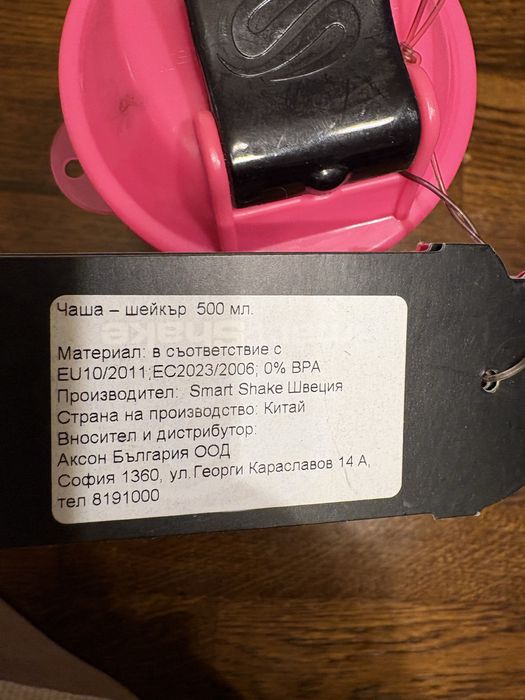 Чаша – шейкър 500 мл.
Материал: в съответствие с
EU10/2011;EC2023/2006; 0% BPA
Производител: Smart Shake Швеция
Страна на производство: Китай
Вносител и дистрибутор:
Аксон България ООД
София 1360, ул.Георги Караславов 14 А,
тел 8191000